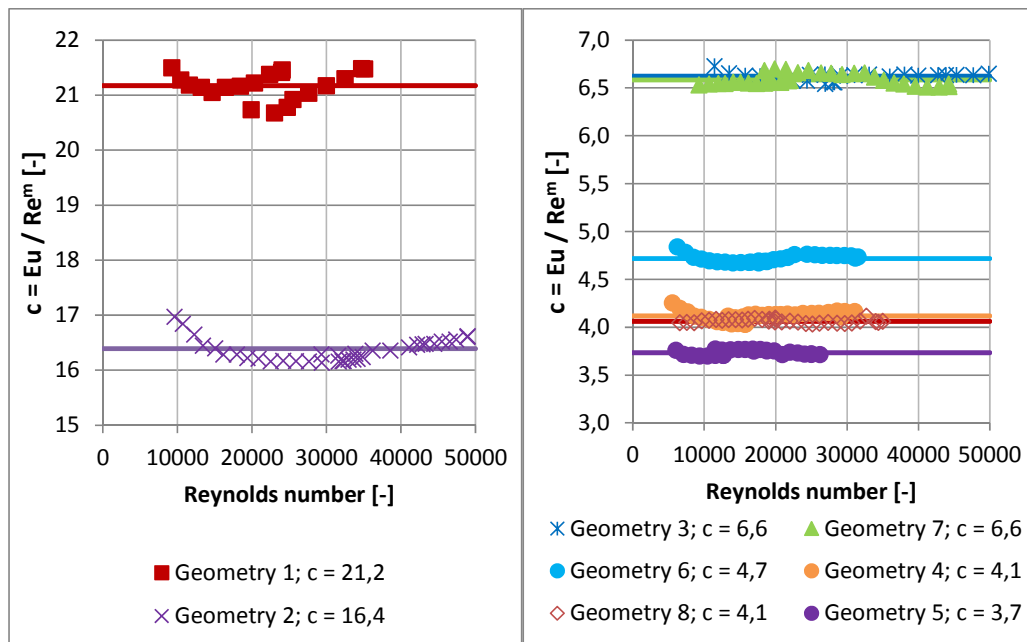 22
21
20
19
18
17
16
15
c = Eu / Re^m [-]
0 10000 20000 30000 40000 50000
Reynolds number [-]
Geometry 1; c = 21,2
Geometry 2; c = 16,4
7,0
6,5
6,0
5,5
5,0
4,5
4,0
3,5
3,0
c = Eu / Re^m [-]
0 10000 20000 30000 40000 50000
Reynolds number [-]
Geometry 3; c = 6,6 Geometry 7; c = 6,6
Geometry 6; c = 4,7 Geometry 4; c = 4,1
Geometry 8; c = 4,1 Geometry 5; c = 3,7